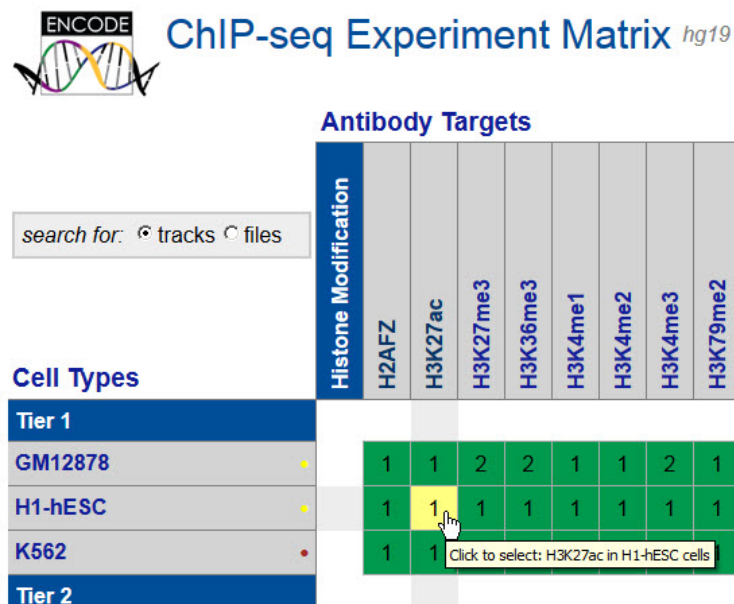 ENCODE
ChIP-seq Experiment Matrix hg19
Antibody Targets
search for: tracks files
Histone Modification
H2AFZ
H3K27ac
H3K27me3
H3K36me3
H3K4me1
H3K4me2
H3K4me3
H3K79me2
Cell Types
Tier 1
GM12878 1 1 2 2 1 1 2 1
H1-hESC 1 1 1 1 1 1 1 1
K562 1 1
Click to select: H3K27ac in H1-hESC cells
Tier 2